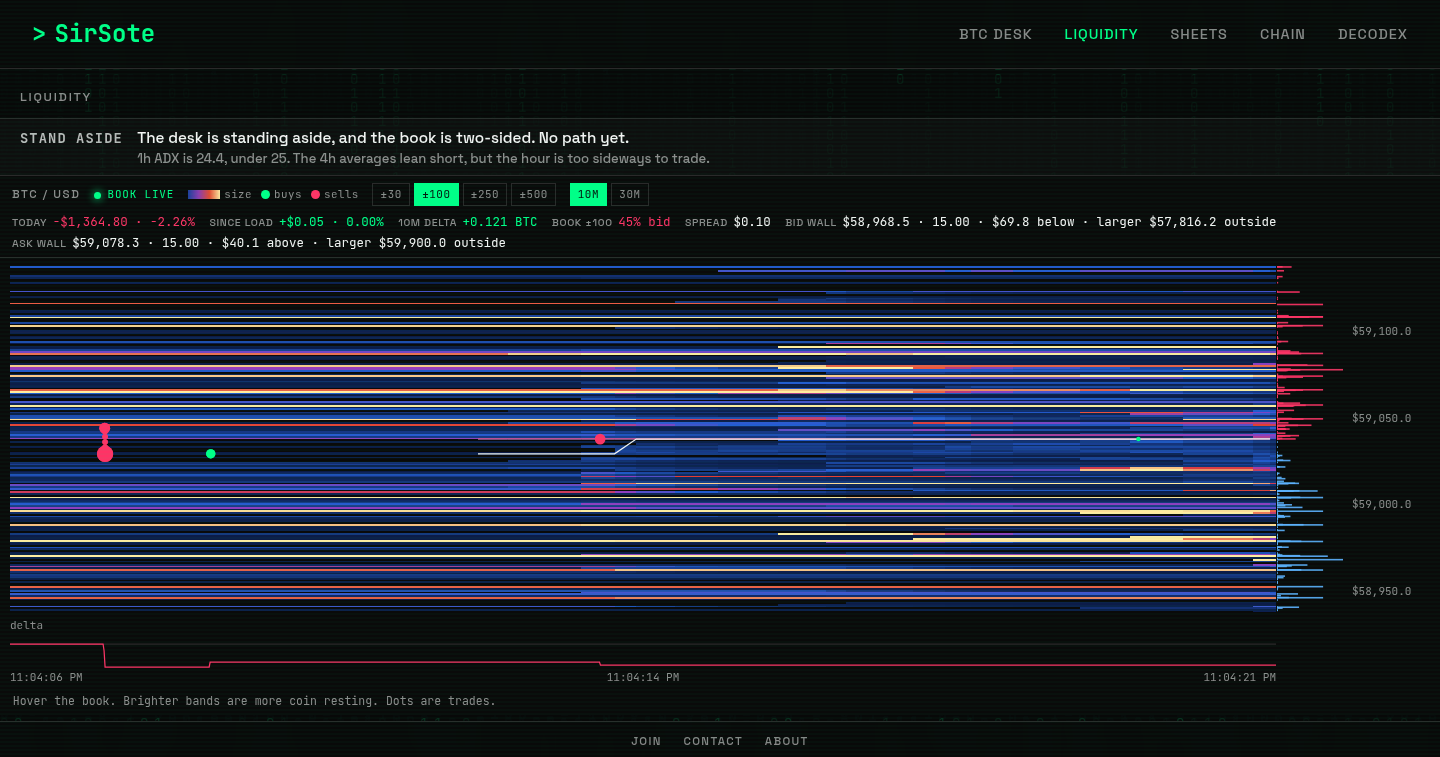 > SirSote
BTC DESK LIQUIDITY SHEETS CHAIN DECODEX
LIQUIDITY
STAND ASIDE The desk is standing aside, and the book is two-sided. No path yet.
1h ADX is 24.4, under 25. The 4h averages lean short, but the hour is too sideways to trade.
BTC / USD BOOK LIVE size buys sells ±30 ±100 ±250 ±500 10M 30M
TODAY -$1,364.80 · -2.26% SINCE LOAD +$0.05 · 0.00% 10M DELTA +0.121 BTC BOOK ±100 45% bid SPREAD $0.10 BID WALL $58,968.5 · 15.00 · $69.8 below · larger $57,816.2 outside
ASK WALL $59,078.3 · 15.00 · $40.1 above · larger $59,900.0 outside
$59,100.0
$59,050.0
$59,000.0
$58,950.0
delta
11:04:06 PM 11:04:14 PM 11:04:21 PM
Hover the book. Brighter bands are more coin resting. Dots are trades.
JOIN CONTACT ABOUT